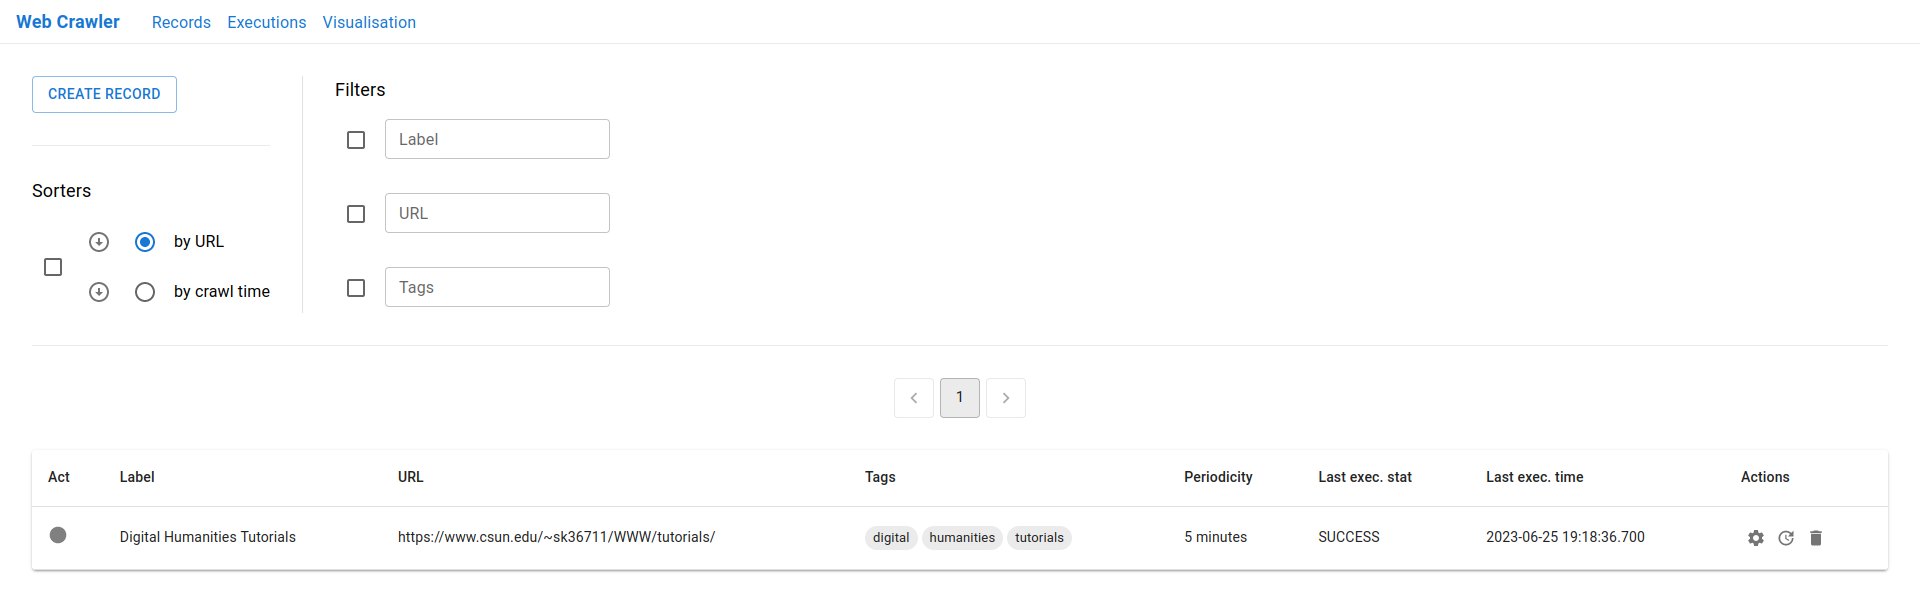 Web Crawler Records Executions Visualisation
CREATE RECORD
Sorters
by URL
by crawl time
Filters
Label
URL
Tags
1
Act Label URL Tags Periodicity Last exec. stat Last exec. time Actions
Digital Humanities Tutorials https://www.csun.edu/~sk36711/WWW/tutorials/ digital humanities tutorials 5 minutes SUCCESS 2023-06-25 19:18:36.700